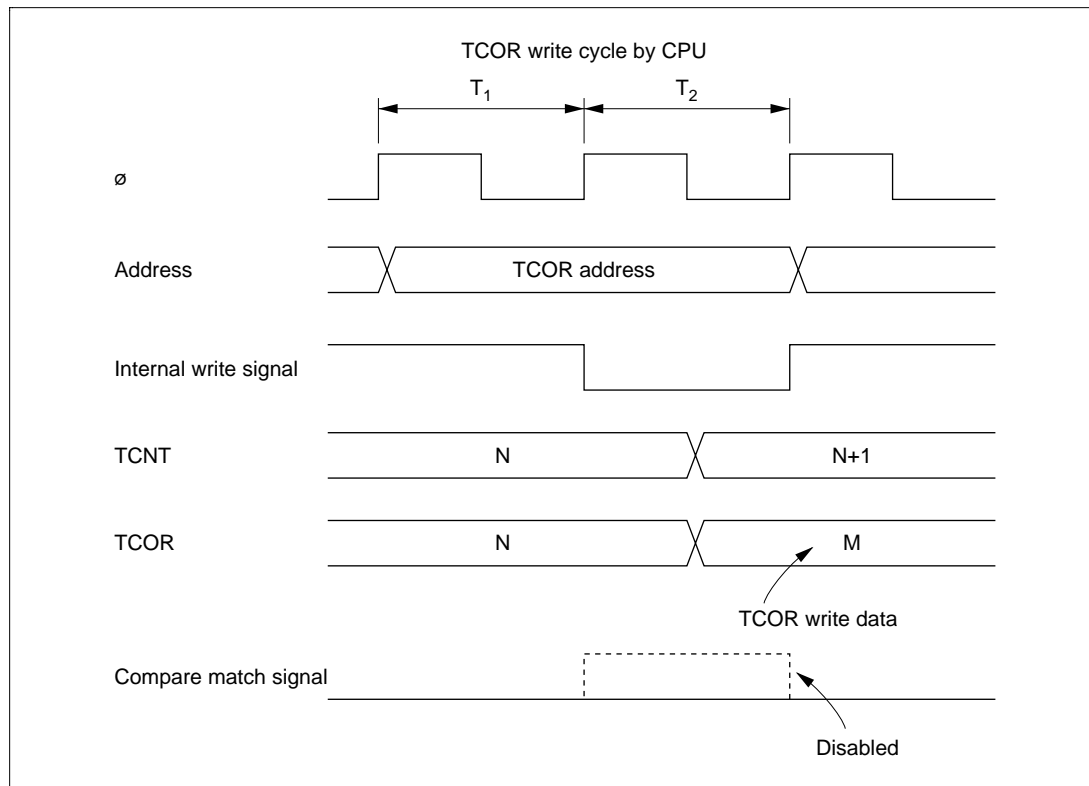 TCOR write cycle by CPU
T1 T2
ø
Address TCOR address
Internal write signal
TCNT N N+1
TCOR N M
TCOR write data
Compare match signal
Disabled